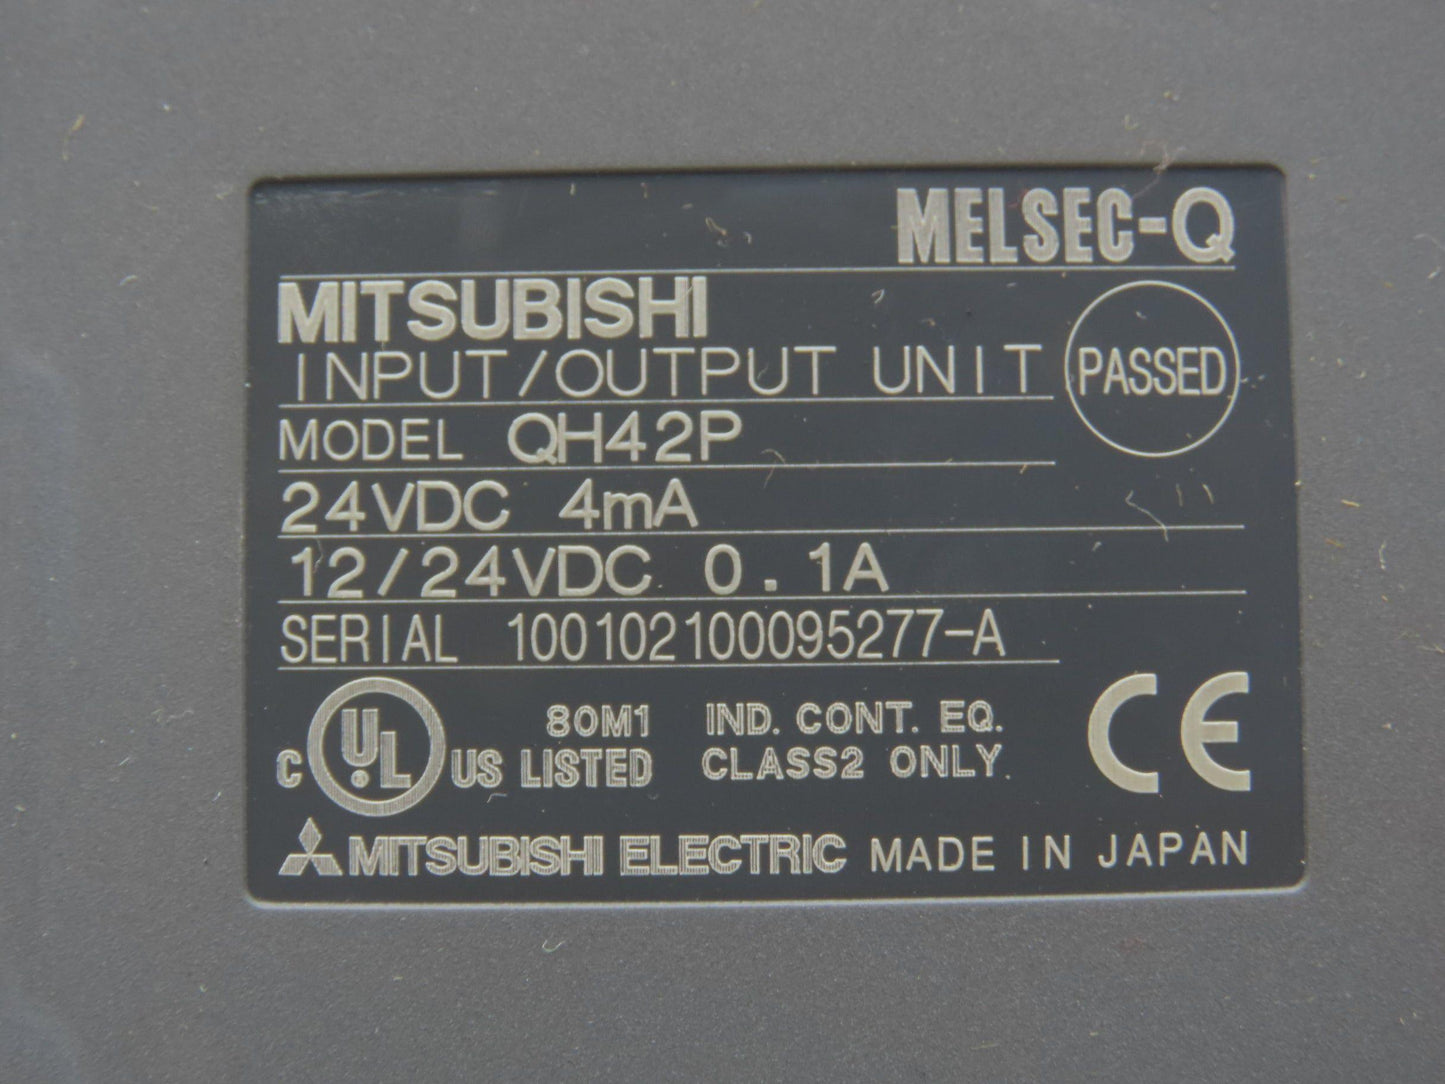 MELSEC-Q
MITSUBISHI
INPUT/OUTPUT UNIT
PASSED
MODEL QH42P
24VDC 4mA
12/24VDC 0.1A
SERIAL 100102100095277-A
C UL US LISTED
80M1 IND. CONT. EQ.
CLASS2 ONLY
CE
MITSUBISHI ELECTRIC MADE IN JAPAN